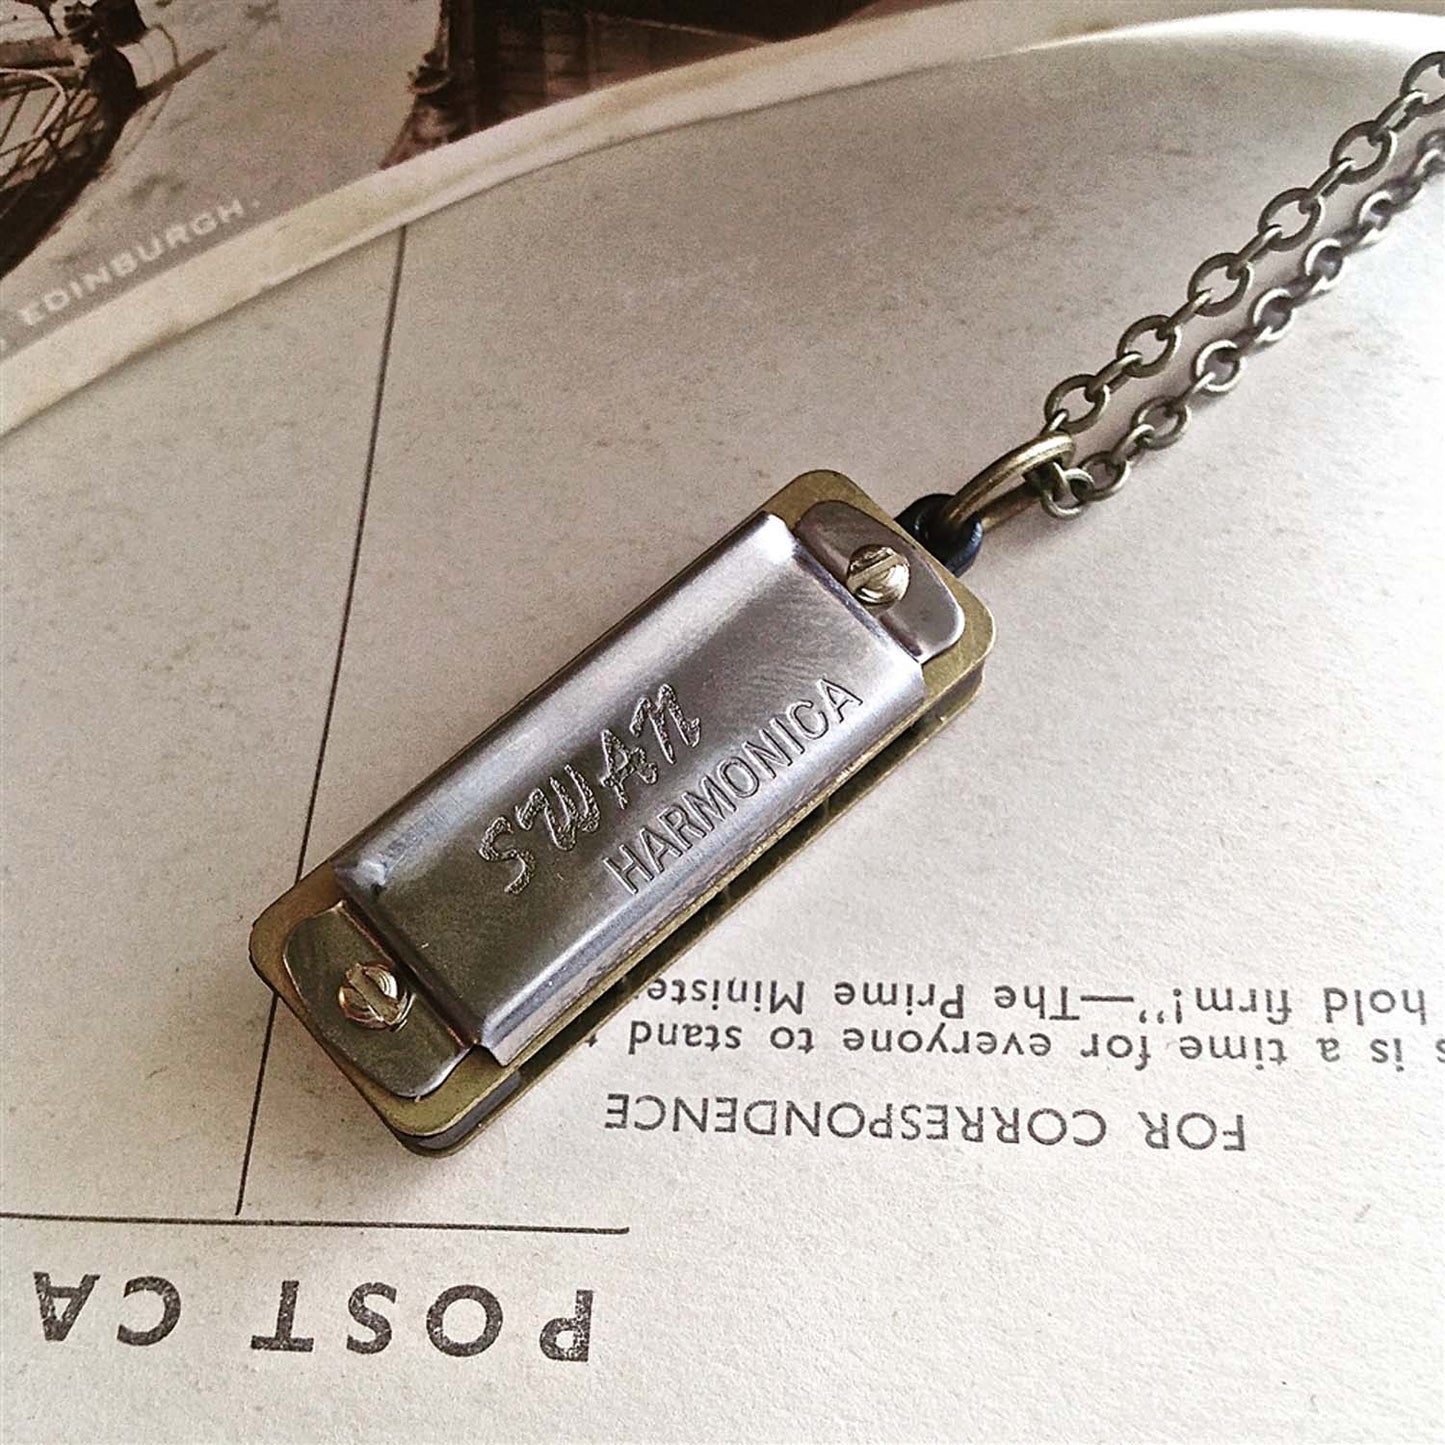 EDINBURGH.
SWAN
HARMONICA
POST CA
FOR CORRESPONDENCE
is a time for everyone to stand
hold firm!"—The Prime Ministe